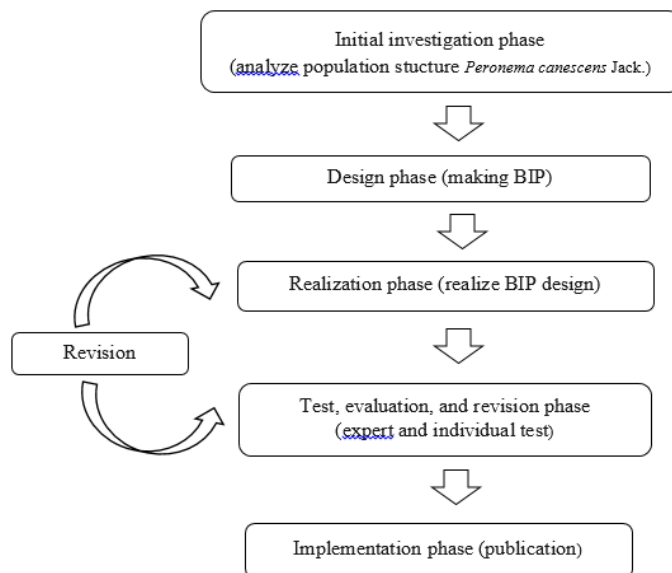 Initial investigation phase
(analyze population stucture Peronema canescens Jack.)
Design phase (making BIP)
Realization phase (realize BIP design)
Revision
Test, evaluation, and revision phase
(expert and individual test)
Implementation phase (publication)